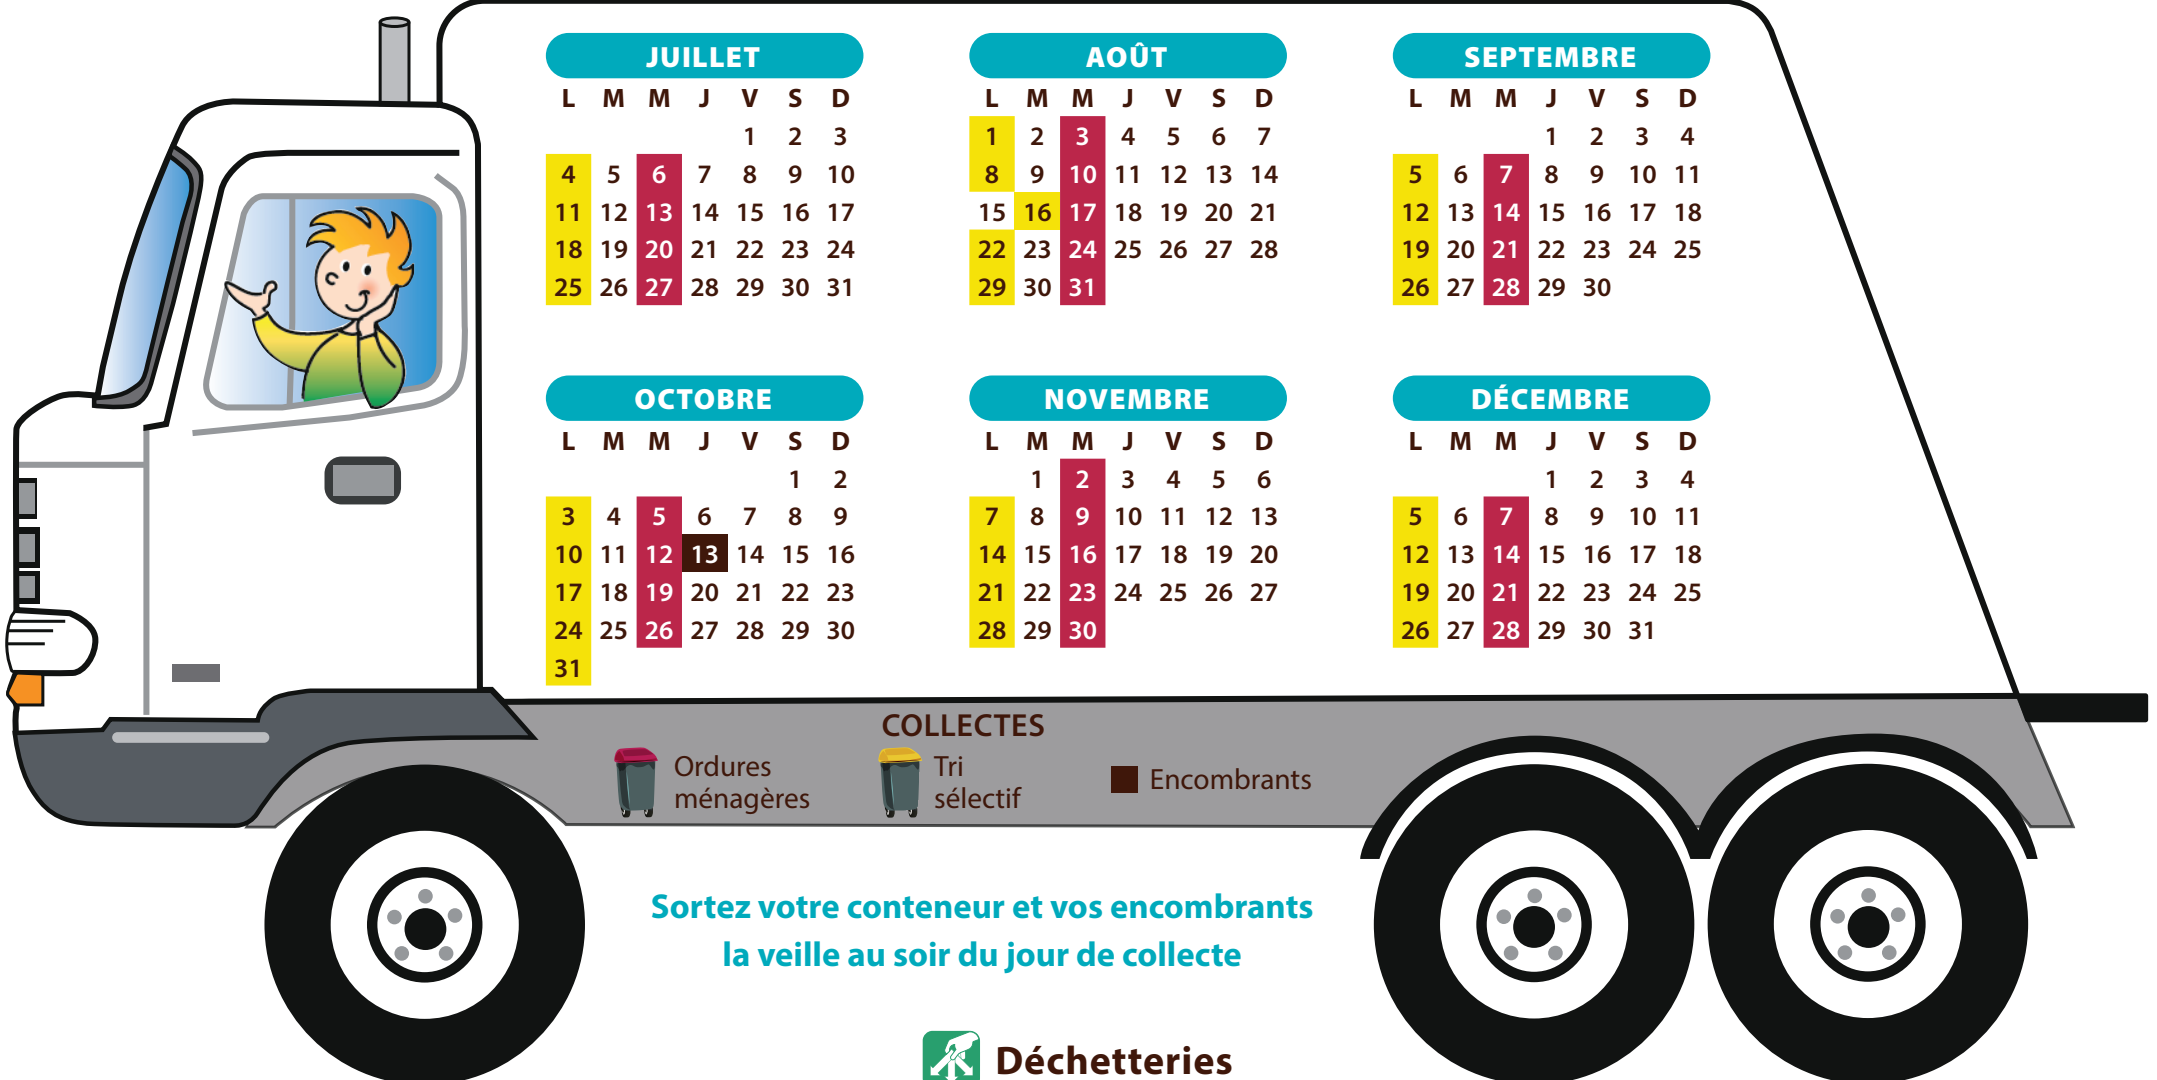 JUILLET
L M M J V S D
1 2 3
4 5 6 7 8 9 10
11 12 13 14 15 16 17
18 19 20 21 22 23 24
25 26 27 28 29 30 31
AOÛT
L M M J V S D
1 2 3 4 5 6 7
8 9 10 11 12 13 14
15 16 17 18 19 20 21
22 23 24 25 26 27 28
29 30 31
SEPTEMBRE
L M M J V S D
1 2 3 4
5 6 7 8 9 10 11
12 13 14 15 16 17 18
19 20 21 22 23 24 25
26 27 28 29 30
OCTOBRE
L M M J V S D
1 2
3 4 5 6 7 8 9
10 11 12 13 14 15 16
17 18 19 20 21 22 23
24 25 26 27 28 29 30
31
NOVEMBRE
L M M J V S D
1 2 3 4 5 6
7 8 9 10 11 12 13
14 15 16 17 18 19 20
21 22 23 24 25 26 27
28 29 30
DÉCEMBRE
L M M J V S D
1 2 3 4
5 6 7 8 9 10 11
12 13 14 15 16 17 18
19 20 21 22 23 24 25
26 27 28 29 30 31
COLLECTES
Ordures
ménagères
Tri
sélectif
Encombrants
Sortez votre conteneur et vos encombrants
la veille au soir du jour de collecte
Déchetteries